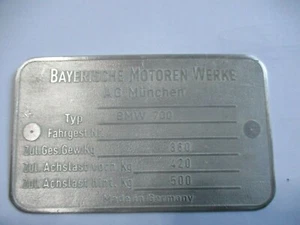 BAYERISCHE MOTOREN WERKE
A.G. München
Typ BMW 700
Fahrgest.Nr.
Zul.Ges.Gew.kg 980
Zul. Achslast vorn kg 420
Zul. Achslast hint. kg 500
Made in Germany